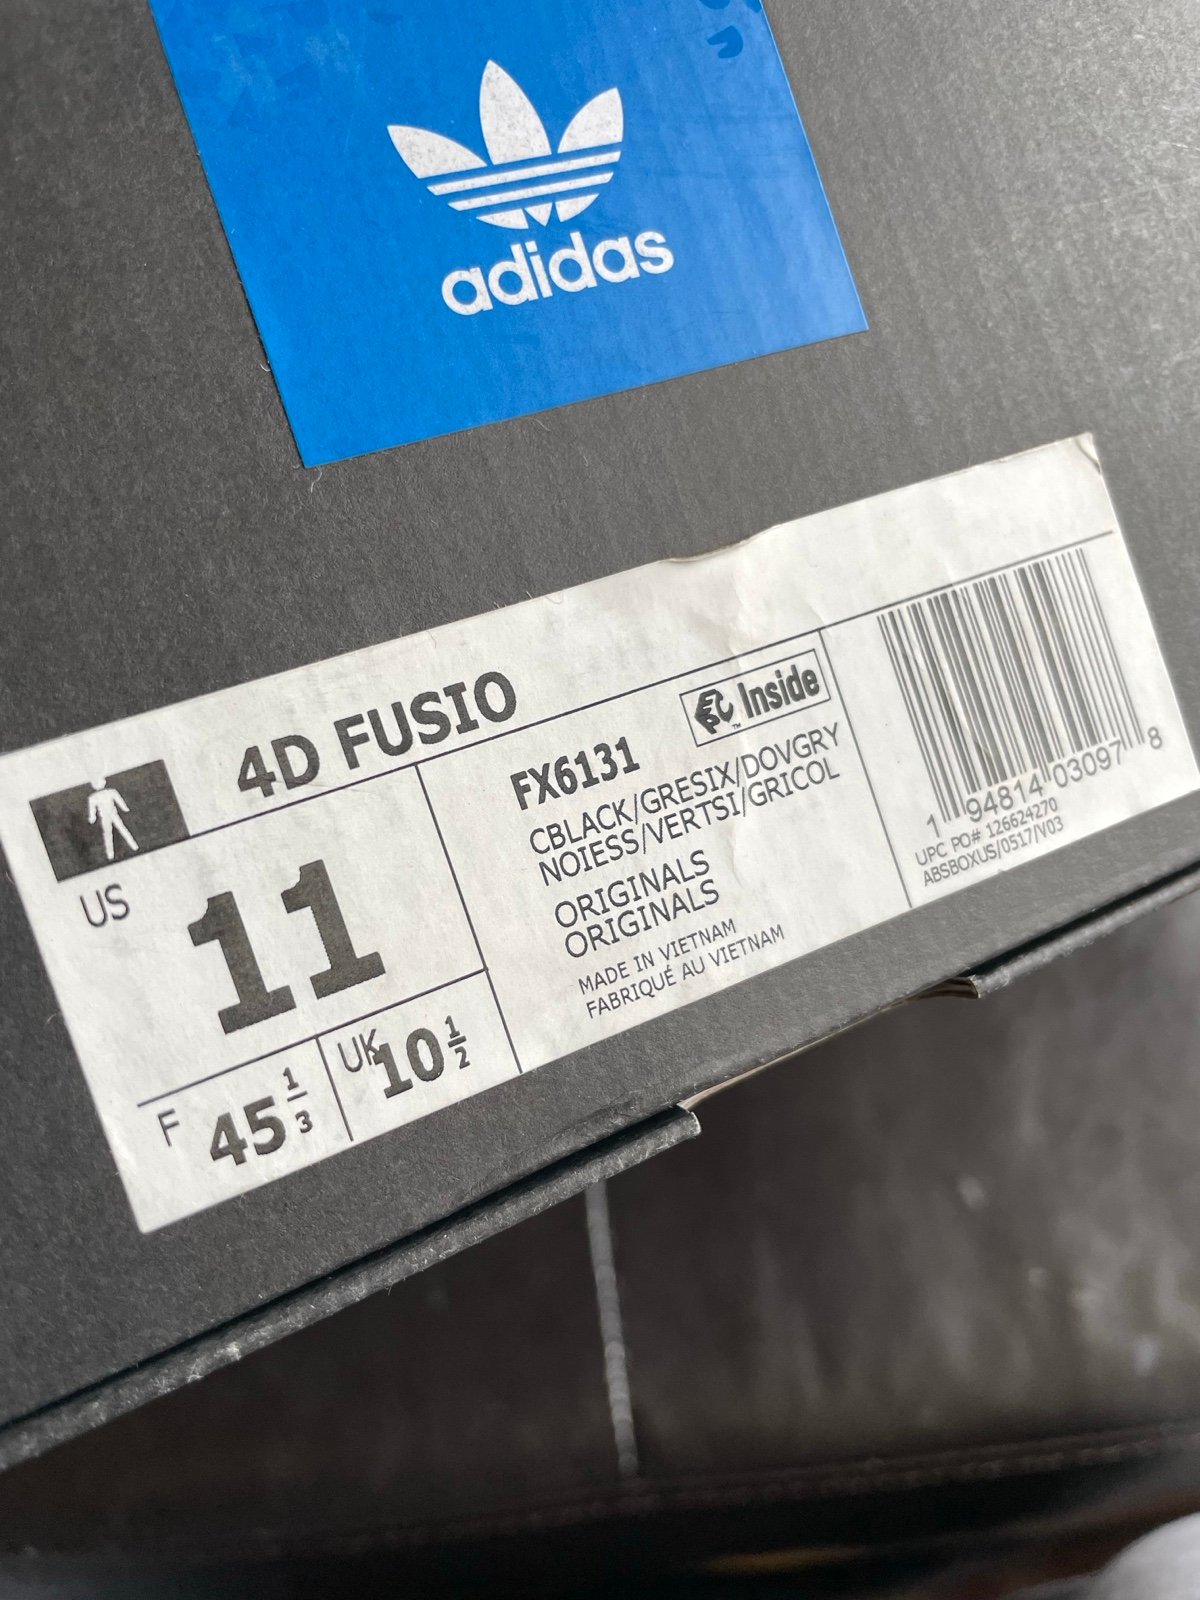 adidas
4D FUSIO
US
11
F 45 1/3
UK 10 1/2
FX6131
Inside™
CBLACK/GRESIX/DOVGRY
NOIESS/VERTSI/GRICOL
ORIGINALS
ORIGINALS
MADE IN VIETNAM
FABRIQUÉ AU VIETNAM
1 94814 03097 8
UPC PO# 126624270
ABSBOXUS/0517/V03